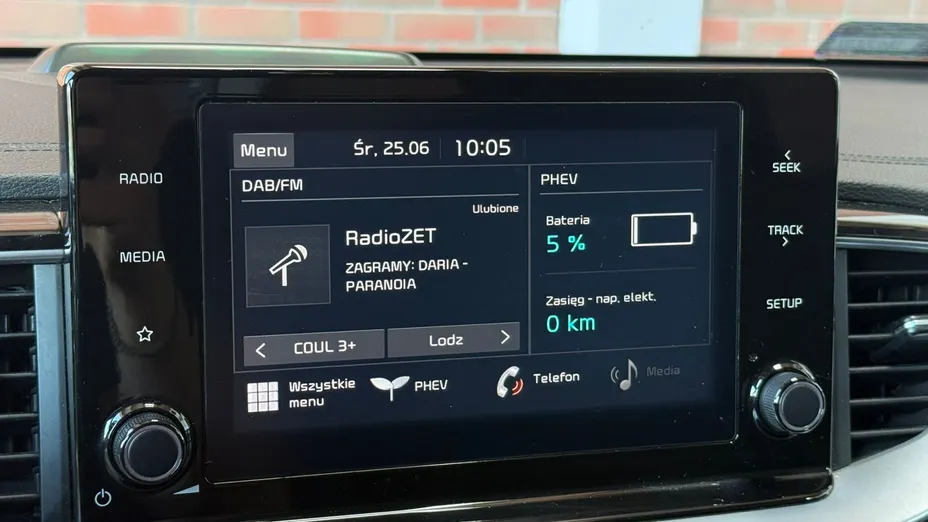 Menu
Śr, 25.06
10:05
DAB/FM
Ulubione
RadioZET
ZAGRAMY: DARIA -
PARANOIA
< COUL 3+
Lodz >
PHEV
Bateria
5 %
Zasięg - nap. elekt.
0 km
Wszystkie
menu
PHEV
Telefon
Media
RADIO
MEDIA
SEEK
TRACK
SETUP